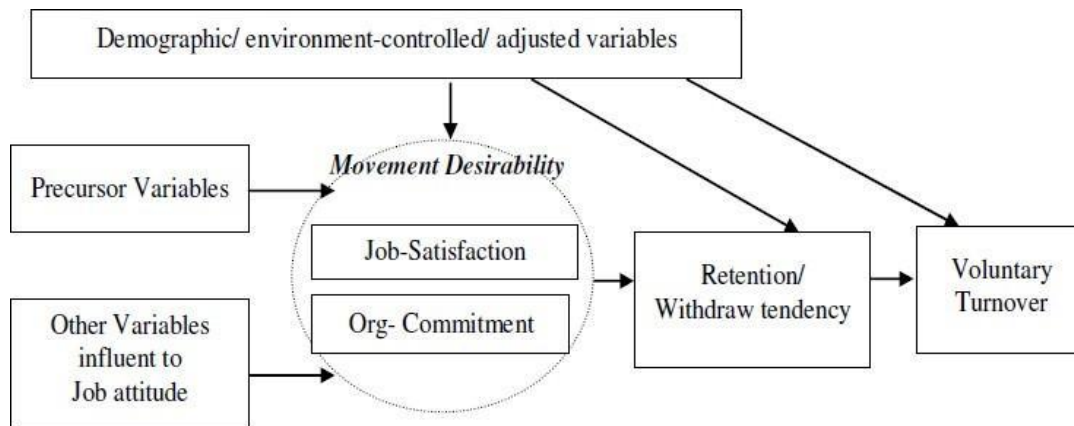 Demographic/ environment-controlled/ adjusted variables
Movement Desirability
Precursor Variables
Job-Satisfaction
Org- Commitment
Other Variables
influent to
Job attitude
Retention/
Withdraw tendency
Voluntary
Turnover